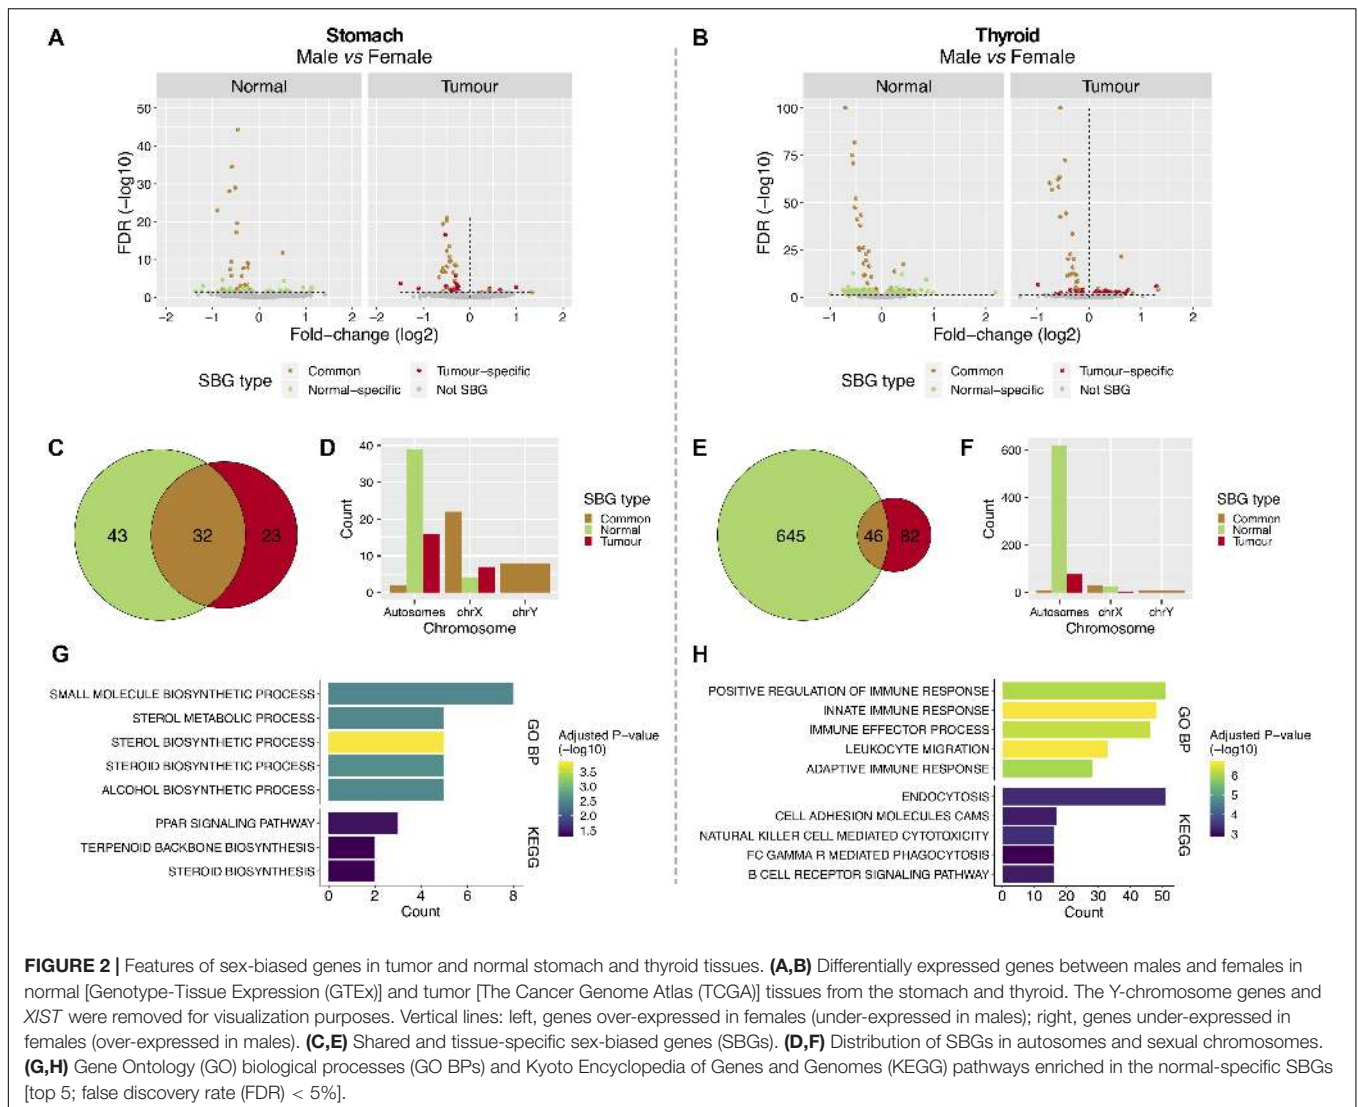 A
Stomach
Male vs Female
Normal
Tumour
50
40
30
20
10
0
FDR (−log10)
−2 −1 0 1 2
−2 −1 0 1 2
Fold−change (log2)
SBG type
Common
Normal−specific
Tumour−specific
Not SBG
B
Thyroid
Male vs Female
Normal
Tumour
100
75
50
25
0
FDR (−log10)
−1 0 1 2
−1 0 1 2
Fold−change (log2)
SBG type
Common
Normal−specific
Tumour−specific
Not SBG
C
43 32 23
D
40
30
20
10
0
Count
Autosomes chrX chrY
Chromosome
SBG type
Common
Normal
Tumour
E
645 46 82
F
600
400
200
0
Count
Autosomes chrX chrY
Chromosome
SBG type
Common
Normal
Tumour
G
SMALL MOLECULE BIOSYNTHETIC PROCESS
STEROL METABOLIC PROCESS
STEROL BIOSYNTHETIC PROCESS
STEROID BIOSYNTHETIC PROCESS
ALCOHOL BIOSYNTHETIC PROCESS
GO BP
PPAR SIGNALING PATHWAY
TERPENOID BACKBONE BIOSYNTHESIS
STEROID BIOSYNTHESIS
KEGG
0 2 4 6 8
Count
Adjusted P−value
(−log10)
3.5
3.0
2.5
2.0
1.5
H
POSITIVE REGULATION OF IMMUNE RESPONSE
INNATE IMMUNE RESPONSE
IMMUNE EFFECTOR PROCESS
LEUKOCYTE MIGRATION
ADAPTIVE IMMUNE RESPONSE
GO BP
ENDOCYTOSIS
CELL ADHESION MOLECULES CAMS
NATURAL KILLER CELL MEDIATED CYTOTOXICITY
FC GAMMA R MEDIATED PHAGOCYTOSIS
B CELL RECEPTOR SIGNALING PATHWAY
KEGG
0 10 20 30 40 50
Count
Adjusted P−value
(−log10)
6
5
4
3
FIGURE 2 | Features of sex-biased genes in tumor and normal stomach and thyroid tissues. (A,B) Differentially expressed genes between males and females in
normal [Genotype-Tissue Expression (GTEx)] and tumor [The Cancer Genome Atlas (TCGA)] tissues from the stomach and thyroid. The Y-chromosome genes and
XIST were removed for visualization purposes. Vertical lines: left, genes over-expressed in females (under-expressed in males); right, genes under-expressed in
females (over-expressed in males). (C,E) Shared and tissue-specific sex-biased genes (SBGs). (D,F) Distribution of SBGs in autosomes and sexual chromosomes.
(G,H) Gene Ontology (GO) biological processes (GO BPs) and Kyoto Encyclopedia of Genes and Genomes (KEGG) pathways enriched in the normal-specific SBGs
[top 5; false discovery rate (FDR) < 5%].